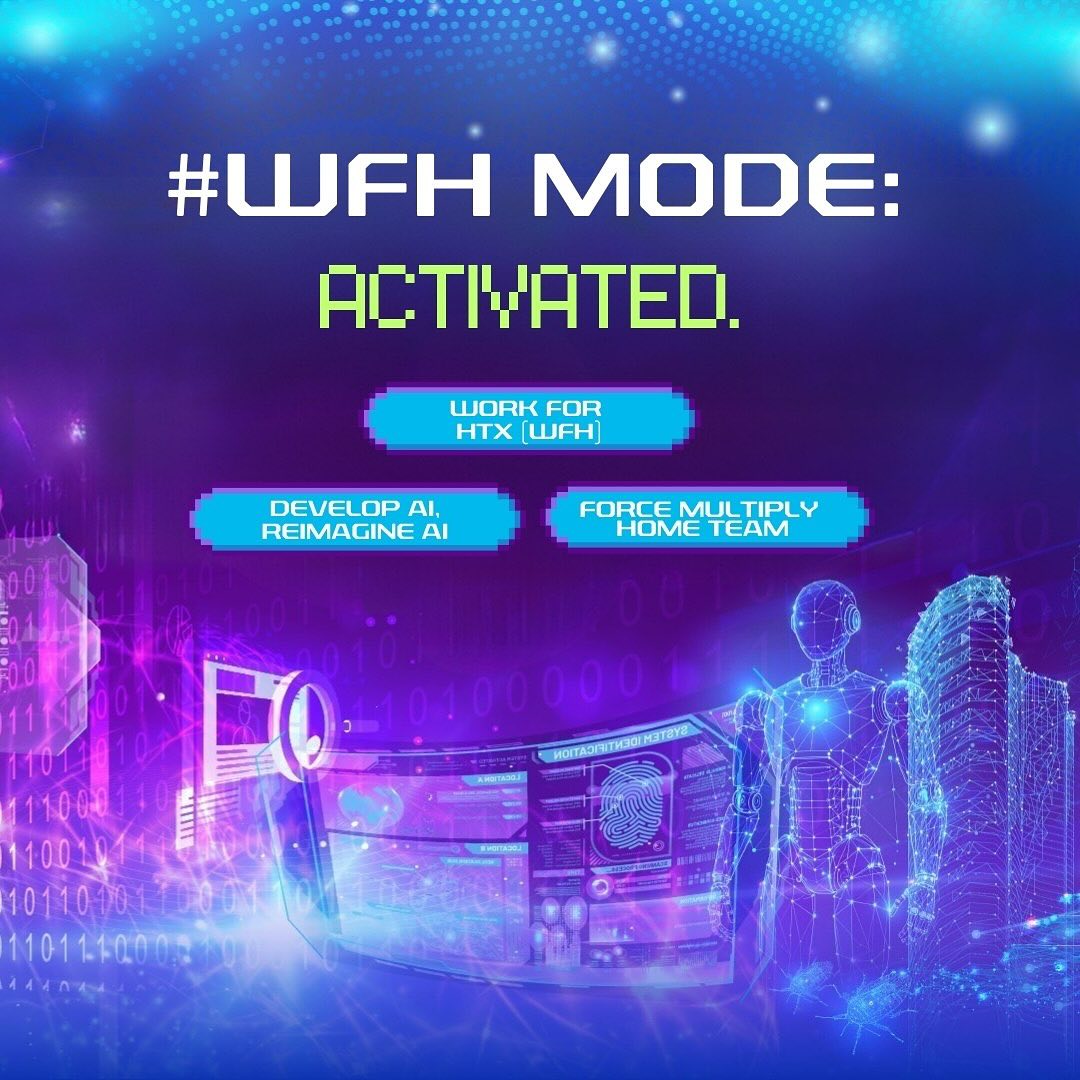 #WFH MODE:
ACTIVATED.
WORK FOR
HTX [WFH]
DEVELOP AI,
REIMAGINE AI
FORCE MULTIPLY
HOME TEAM
SYSTEM IDENTIFICATION
LOCATION A
LOCATION B